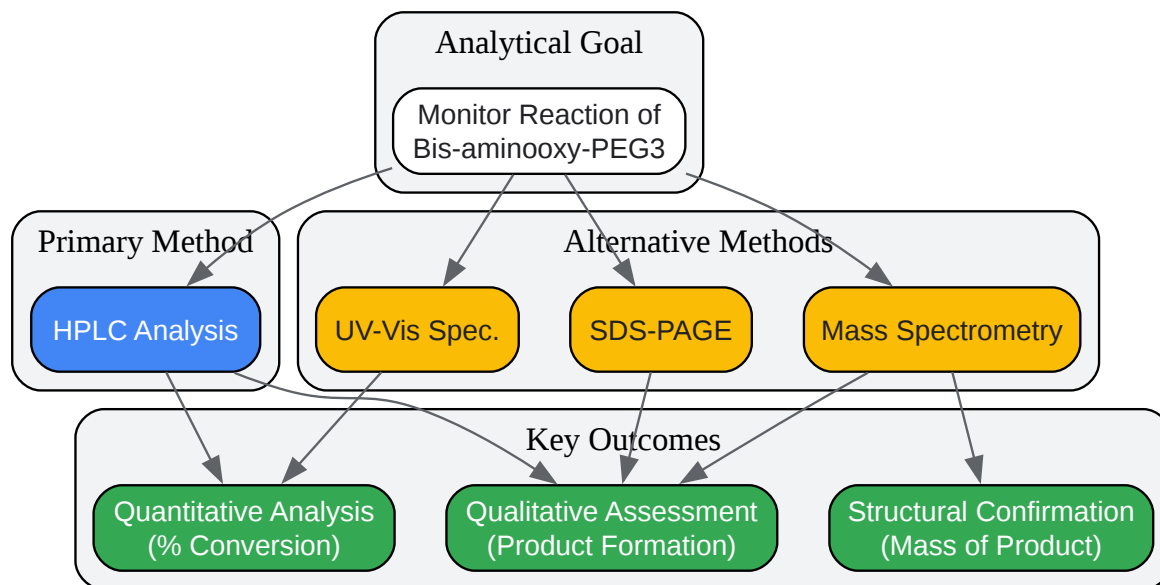 Analytical Goal
Monitor Reaction of
Bis-aminooxy-PEG3
Primary Method
Alternative Methods
HPLC Analysis
UV-Vis Spec.
SDS-PAGE
Mass Spectrometry
Key Outcomes
Quantitative Analysis
(% Conversion)
Qualitative Assessment
(Product Formation)
Structural Confirmation
(Mass of Product)